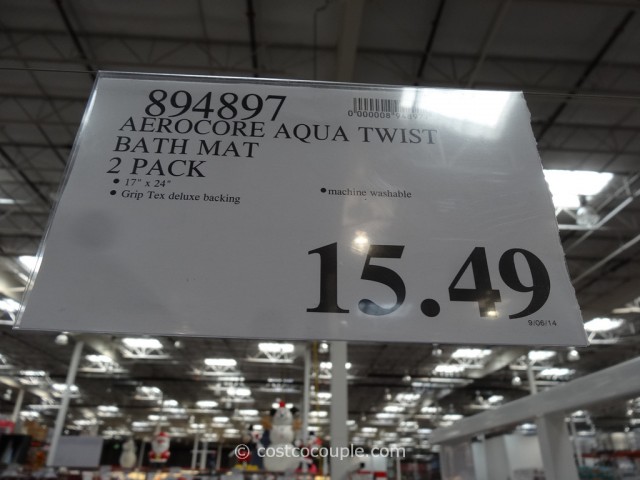 894897
AEROCORE AQUA TWIST
BATH MAT
2 PACK
• 17" x 24"
• Grip Tex deluxe backing
• machine washable
15.49
9/06/14
© costcocouple.com